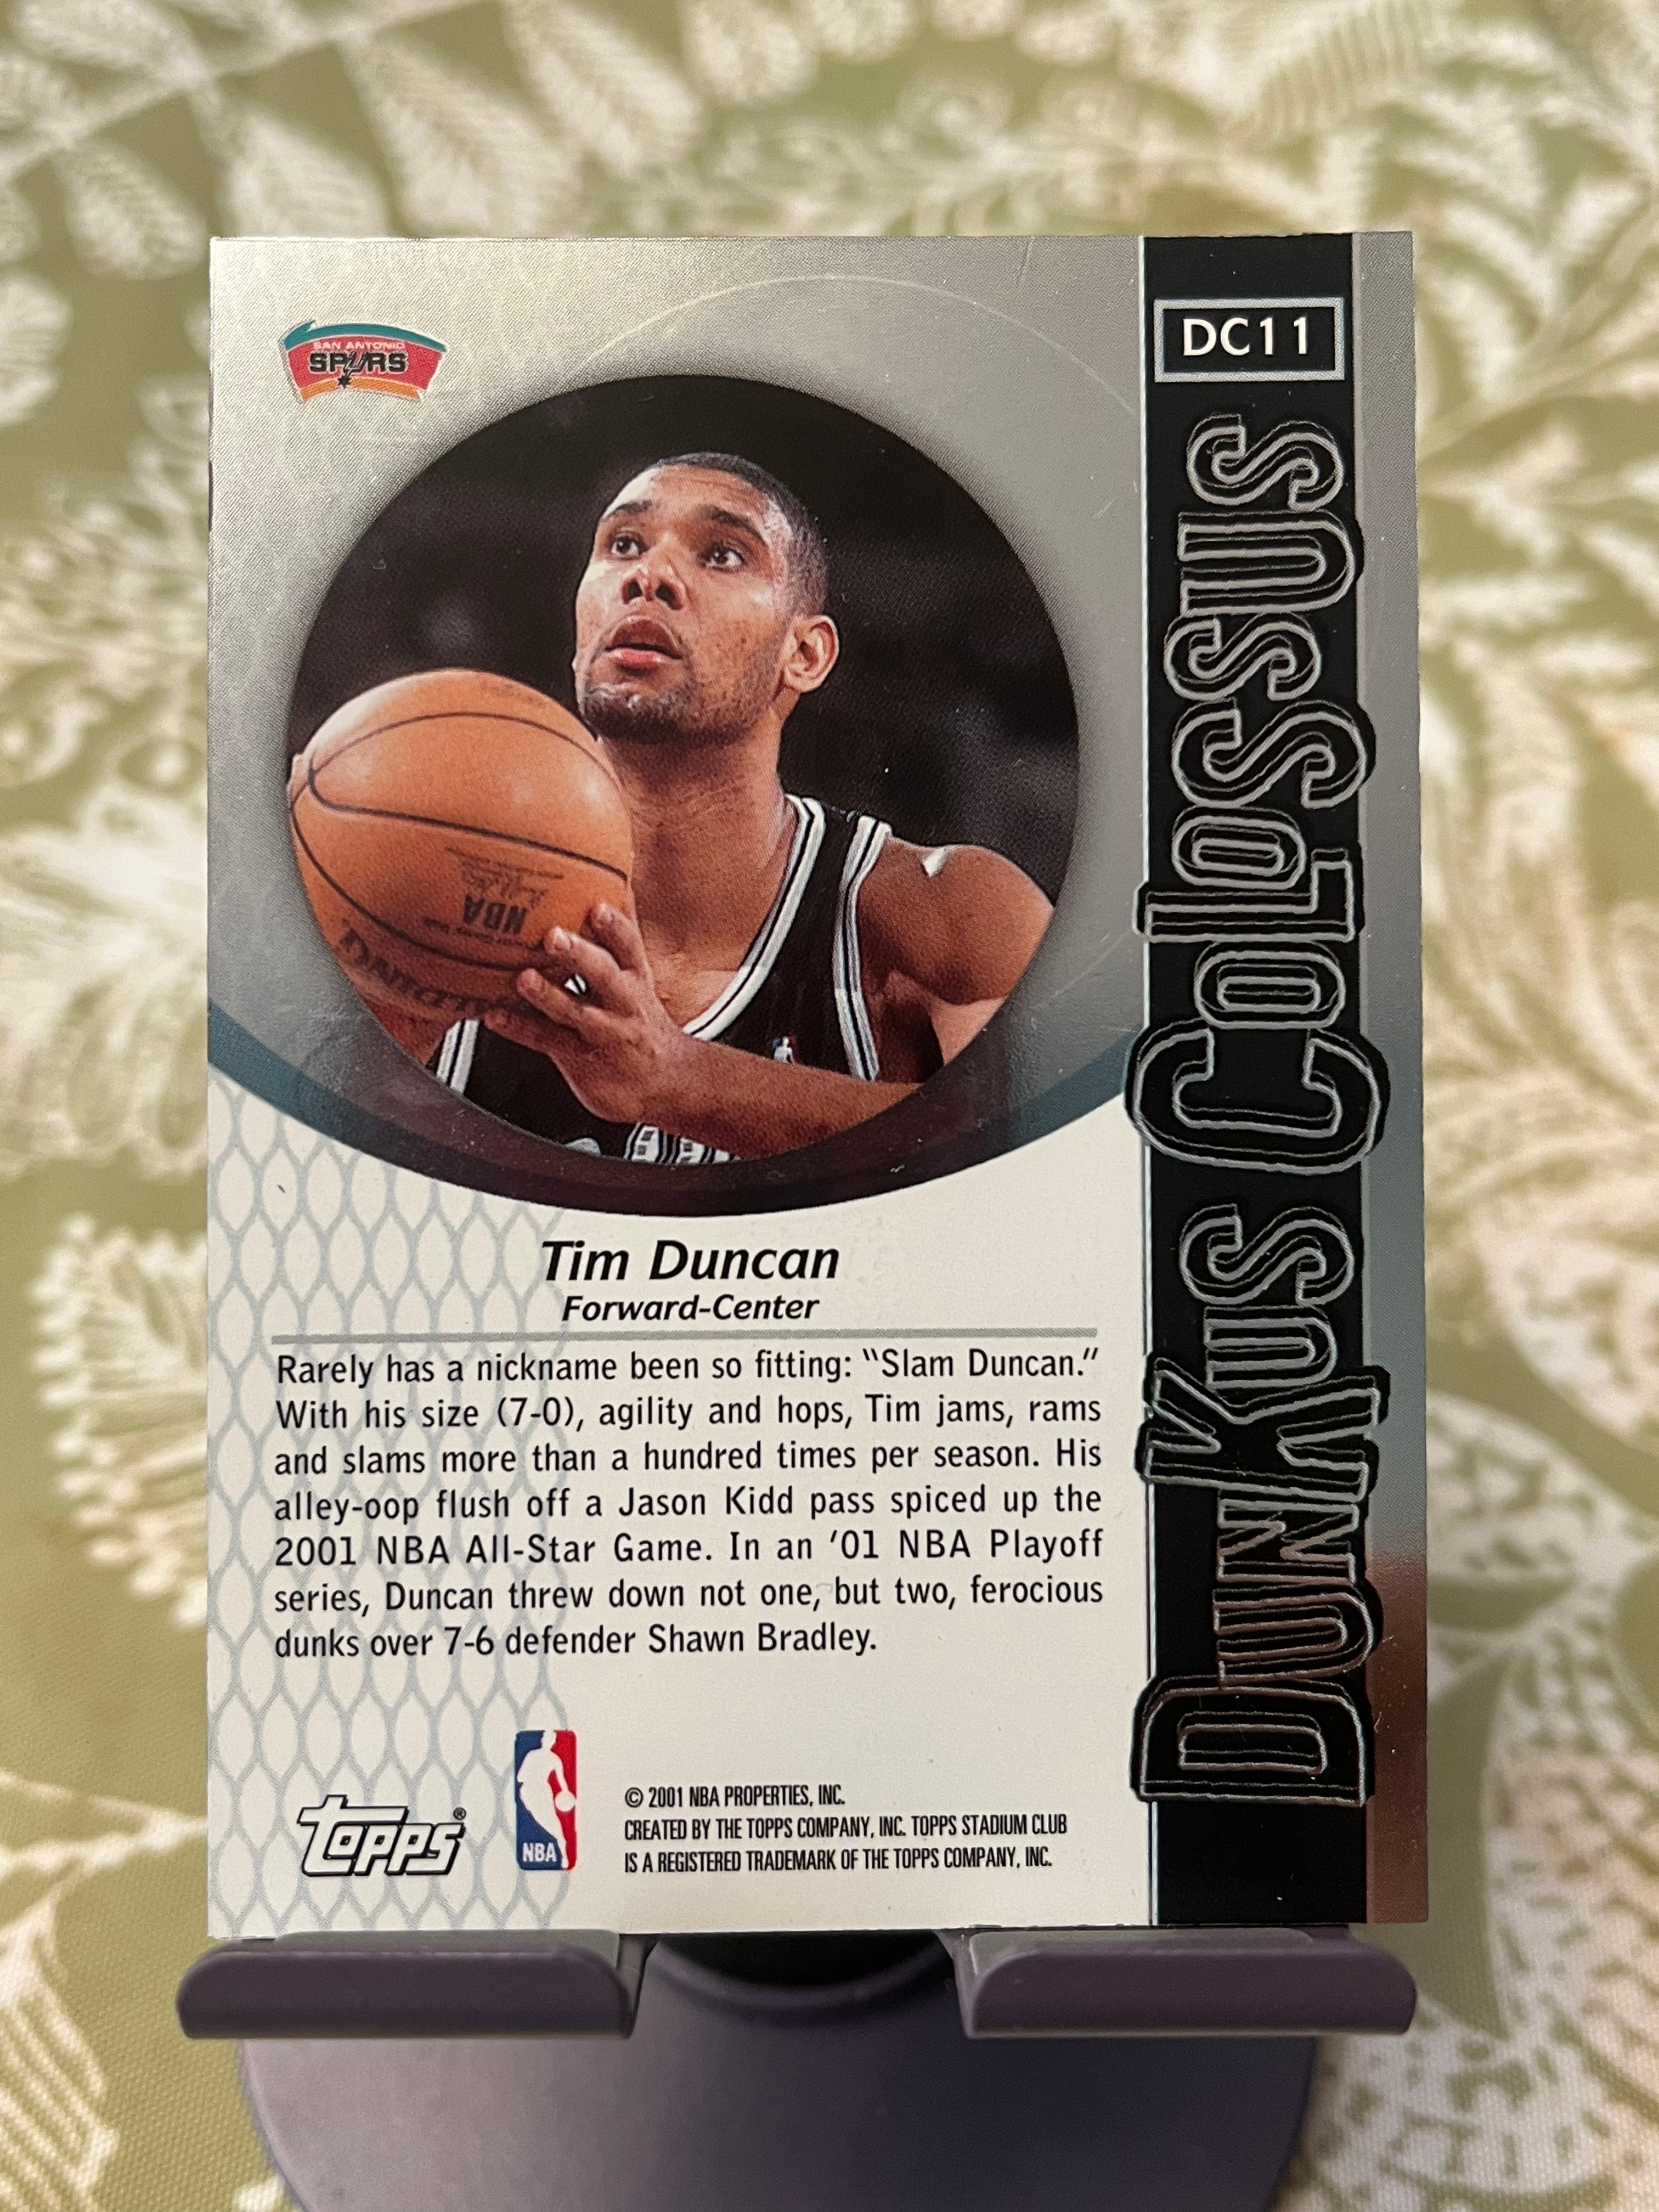 SAN ANTONIO
SPURS
DC11
DUNKUS COLOSSUS
NBA
SPALDING
Tim Duncan
Forward-Center
Rarely has a nickname been so fitting: "Slam Duncan."
With his size (7-0), agility and hops, Tim jams, rams
and slams more than a hundred times per season. His
alley-oop flush off a Jason Kidd pass spiced up the
2001 NBA All-Star Game. In an '01 NBA Playoff
series, Duncan threw down not one, but two, ferocious
dunks over 7-6 defender Shawn Bradley.
TOPPS®
NBA
© 2001 NBA PROPERTIES, INC.
CREATED BY THE TOPPS COMPANY, INC. TOPPS STADIUM CLUB
IS A REGISTERED TRADEMARK OF THE TOPPS COMPANY, INC.